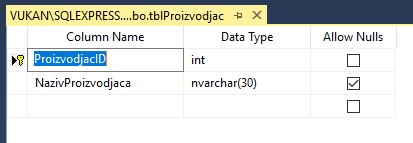 VUKAN\SQLEXPRESS....bo.tblProizvodjac
Column Name Data Type Allow Nulls
ProizvodjacID int
NazivProizvodjaca nvarchar(30)